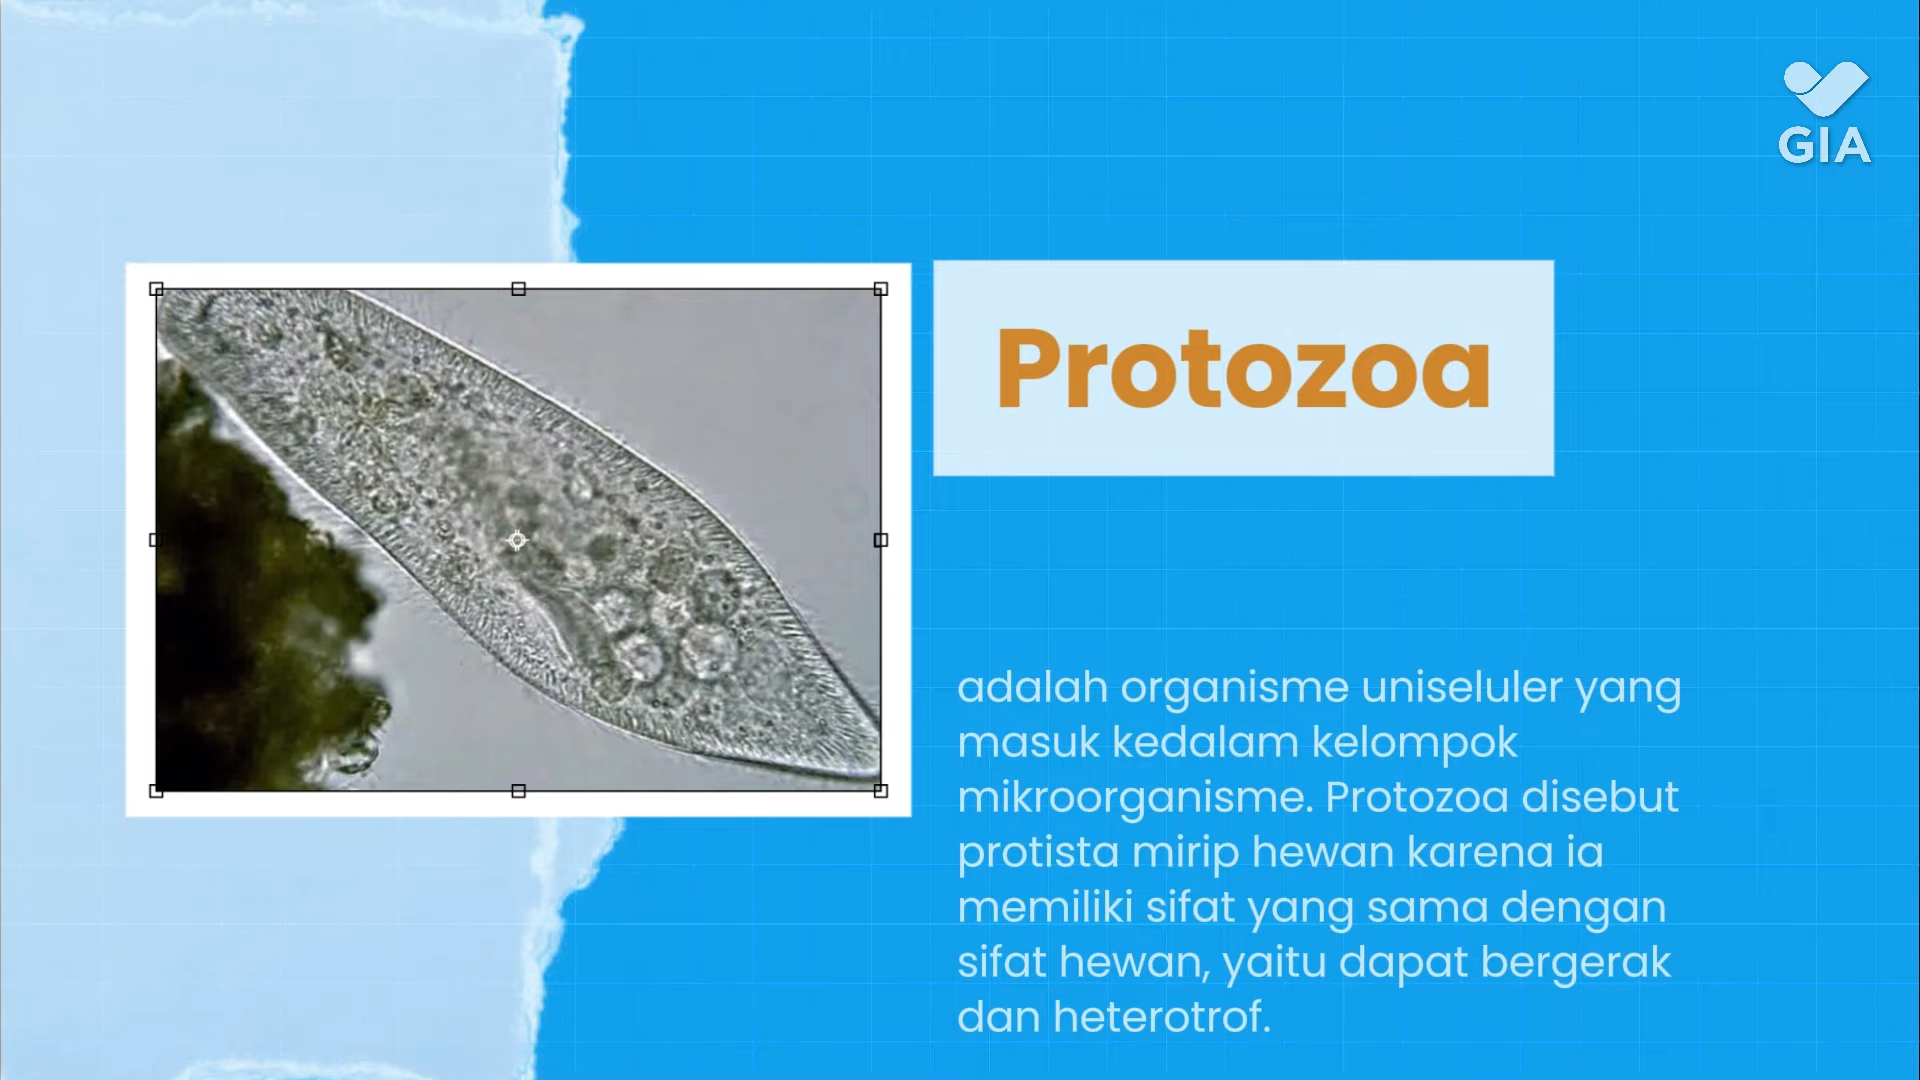 GIA
Protozoa
adalah organisme uniseluler yang
masuk kedalam kelompok
mikroorganisme. Protozoa disebut
protista mirip hewan karena ia
memiliki sifat yang sama dengan
sifat hewan, yaitu dapat bergerak
dan heterotrof.